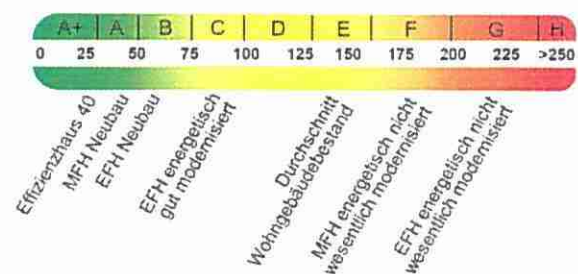 A+ A B C D E F G H
0 25 50 75 100 125 150 175 200 225 >250
Effizienzhaus 40
MFH Neubau
EFH Neubau
EFH energetisch
gut modernisiert
Durchschnitt
Wohngebäudebestand
MFH energetisch nicht
wesentlich modernisiert
EFH energetisch nicht
wesentlich modernisiert